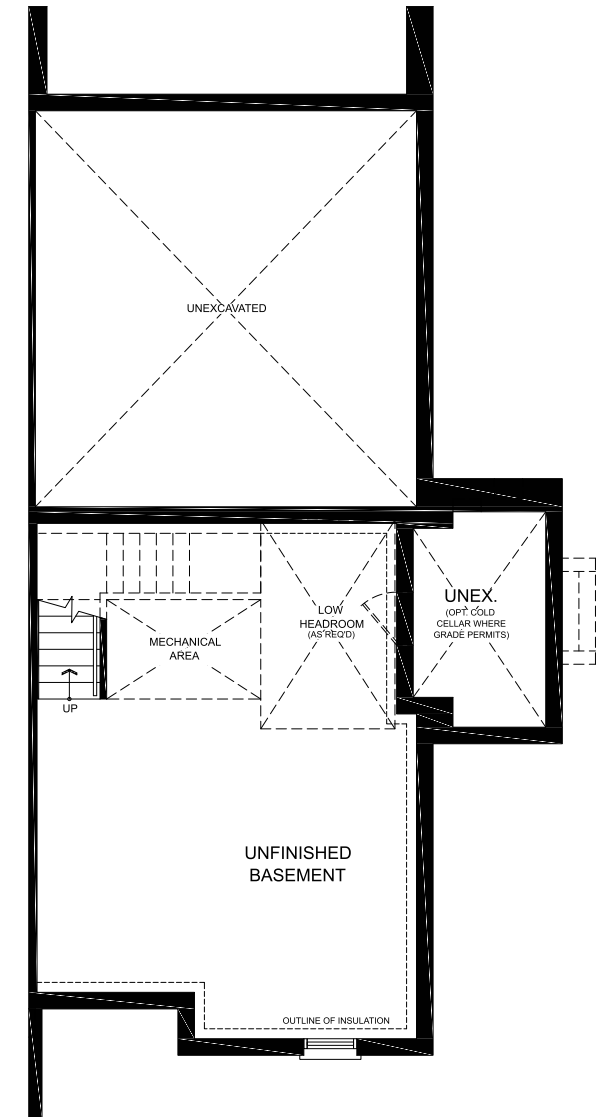 UNEXCAVATED
UNEX.
(OPT. COLD
CELLAR WHERE
GRADE PERMITS)
LOW
HEADROOM
(AS REQ'D)
MECHANICAL
AREA
UP
UNFINISHED
BASEMENT
OUTLINE OF INSULATION